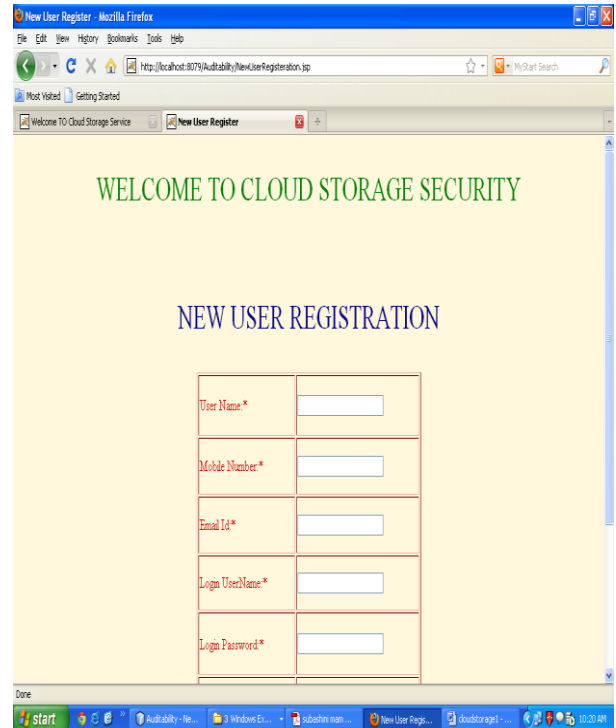 New User Register - Mozilla Firefox
File Edit View History Bookmarks Tools Help
http://localhost:8079/Auditability/NewUserRegisteration.jsp
MyStart Search
Most Visited Getting Started
Welcome TO Cloud Storage Service
New User Register
WELCOME TO CLOUD STORAGE SECURITY
NEW USER REGISTRATION
User Name:*
Mobile Number:*
Email Id:*
Login UserName:*
Login Password:*
Done
start
Auditability - Ne...
3 Windows Ex...
subashini man ...
New User Regis...
cloudstorage1 - ...
10:20 AM